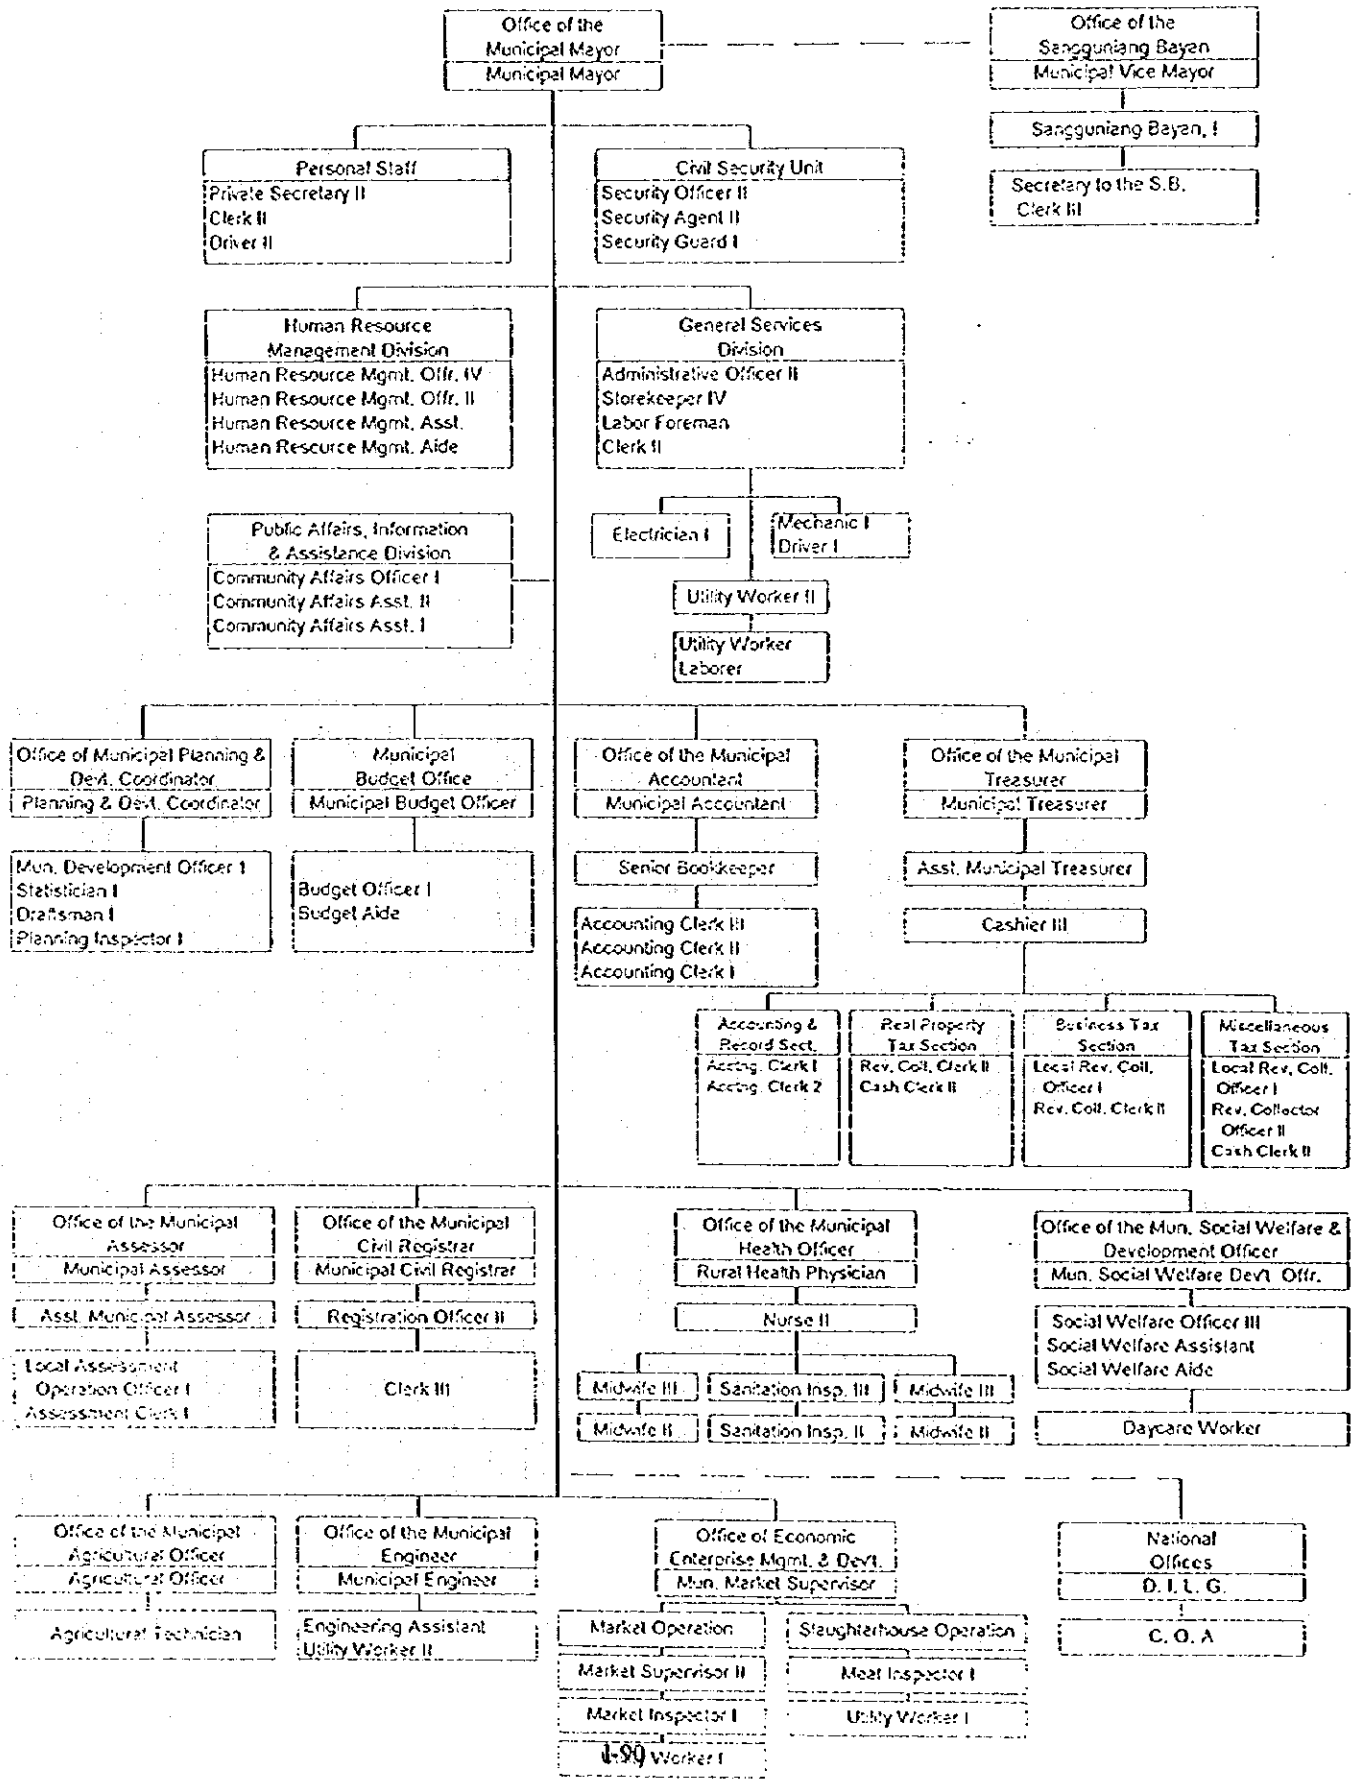 Office of the
Municipal Mayor
Municipal Mayor
Office of the
Sangguniang Bayan
Municipal Vice Mayor
Sangguniang Bayan, I
Secretary to the S.B.
Clerk III
Personal Staff
Private Secretary II
Clerk II
Driver II
Civil Security Unit
Security Officer II
Security Agent II
Security Guard I
Human Resource
Management Division
Human Resource Mgmt. Offr. IV
Human Resource Mgmt. Offr. II
Human Resource Mgmt. Asst.
Human Resource Mgmt. Aide
General Services
Division
Administrative Officer II
Storekeeper IV
Labor Foreman
Clerk II
Public Affairs, Information
& Assistance Division
Community Affairs Officer I
Community Affairs Asst. II
Community Affairs Asst. I
Electrician I
Mechanic I
Driver I
Utility Worker II
Utility Worker
Laborer
Office of Municipal Planning &
Devt. Coordinator
Planning & Devt. Coordinator
Mun. Development Officer I
Statistician I
Draftsman I
Planning Inspector I
Municipal
Budget Office
Municipal Budget Officer
Budget Officer I
Budget Aide
Office of the Municipal
Accountant
Municipal Accountant
Senior Bookkeeper
Accounting Clerk III
Accounting Clerk II
Accounting Clerk I
Office of the Municipal
Treasurer
Municipal Treasurer
Asst. Municipal Treasurer
Cashier III
Accounting &
Record Sect.
Acctng. Clerk I
Acctng. Clerk 2
Real Property
Tax Section
Rev. Coll. Clerk II
Cash Clerk II
Business Tax
Section
Local Rev. Coll.
Officer I
Rev. Coll. Clerk II
Miscellaneous
Tax Section
Local Rev. Coll.
Officer I
Rev. Collector
Officer II
Cash Clerk II
Office of the Municipal
Assessor
Municipal Assessor
Asst. Municipal Assessor
Local Assessment
Operation Officer I
Assessment Clerk I
Office of the Municipal
Civil Registrar
Municipal Civil Registrar
Registration Officer II
Clerk III
Office of the Municipal
Health Officer
Rural Health Physician
Nurse II
Midwife III
Sanitation Insp. III
Midwife III
Midwife II
Sanitation Insp. II
Midwife II
Office of the Mun. Social Welfare &
Development Officer
Mun. Social Welfare Dev't. Offr.
Social Welfare Officer III
Social Welfare Assistant
Social Welfare Aide
Daycare Worker
Office of the Municipal
Agricultural Officer
Agricultural Officer
Agricultural Technician
Office of the Municipal
Engineer
Municipal Engineer
Engineering Assistant
Utility Worker II
Office of Economic
Enterprise Mgmt. & Dev't.
Mun. Market Supervisor
Market Operation
Market Supervisor II
Market Inspector I
Worker I
Slaughterhouse Operation
Meat Inspector I
Utility Worker I
National
Offices
D. I. L. G.
C. O. A
1-90